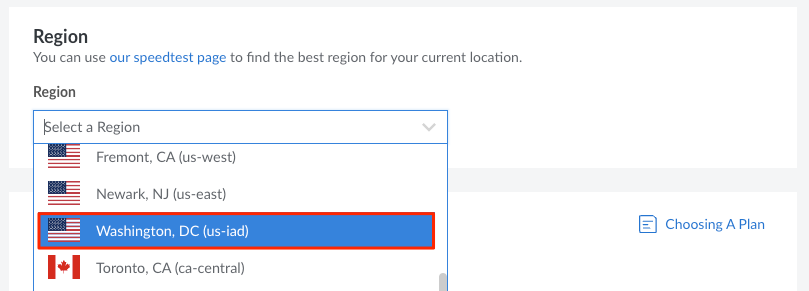 Region
You can use our speedtest page to find the best region for your current location.
Region
Select a Region
Fremont, CA (us-west)
Newark, NJ (us-east)
Washington, DC (us-iad)
Toronto, CA (ca-central)
Choosing A Plan